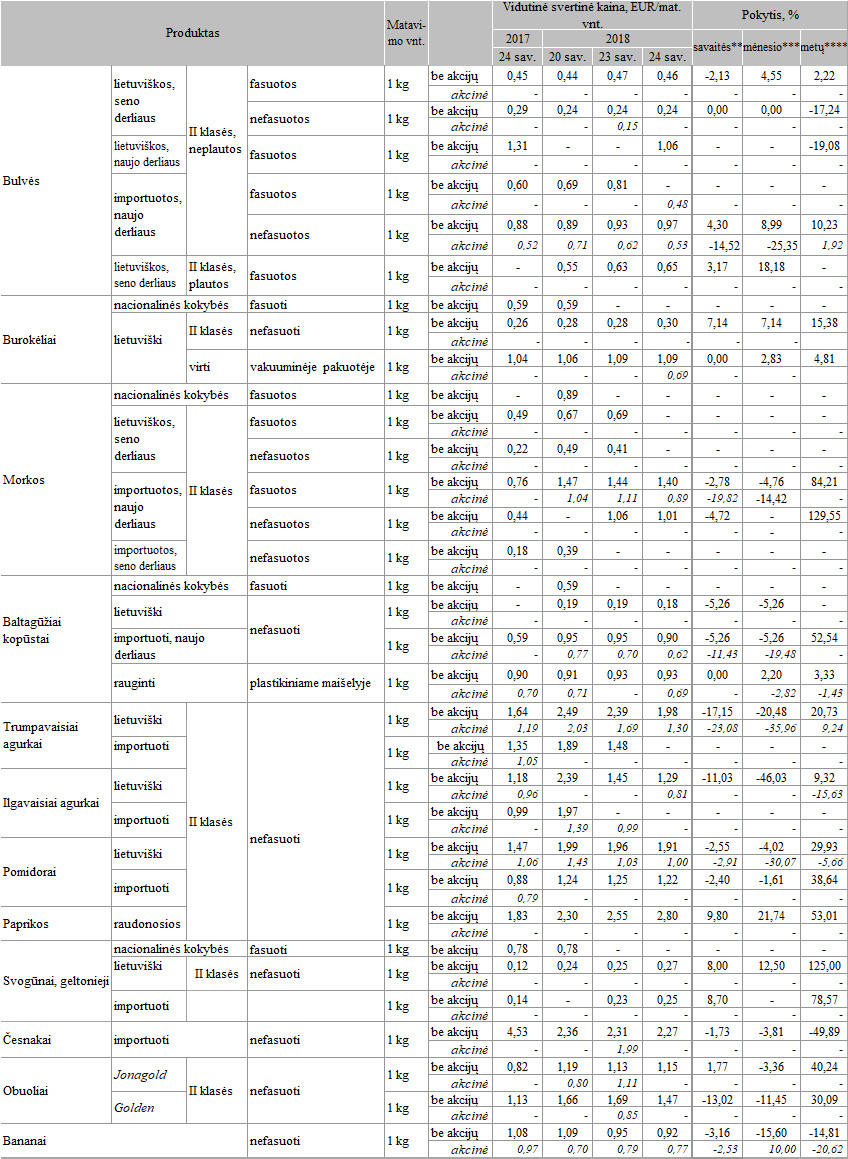 Produktas Matavi-mo vnt. Vidutinė svertinė kaina, EUR/mat. vnt. Pokytis, %
2017 2018 savaitės** mėnesio*** metų****
24 sav. 20 sav. 23 sav. 24 sav.
Bulvės lietuviškos, seno derliaus II klasės, neplautos fasuotos 1 kg be akcijų 0,45 0,44 0,47 0,46 -2,13 4,55 2,22
akcinė - - - - - - -
nefasuotos 1 kg be akcijų 0,29 0,24 0,24 0,24 0,00 0,00 -17,24
akcinė - - 0,15 - - - -
lietuviškos, naujo derliaus fasuotos 1 kg be akcijų 1,31 - - 1,06 - - -19,08
akcinė - - - - - - -
importuotos, naujo derliaus fasuotos 1 kg be akcijų 0,60 0,69 0,81 - - - -
akcinė - - - 0,48 - - -
nefasuotos 1 kg be akcijų 0,88 0,89 0,93 0,97 4,30 8,99 10,23
akcinė 0,52 0,71 0,62 0,53 -14,52 -25,35 1,92
lietuviškos, seno derliaus II klasės, plautos fasuotos 1 kg be akcijų - 0,55 0,63 0,65 3,17 18,18 -
akcinė - - - - - - -
Burokėliai nacionalinės kokybės fasuoti 1 kg be akcijų 0,59 0,59 - - - - -
lietuviški II klasės nefasuoti 1 kg be akcijų 0,26 0,28 0,28 0,30 7,14 7,14 15,38
akcinė - - - - - - -
virti vakuuminėje pakuotėje 1 kg be akcijų 1,04 1,06 1,09 1,09 0,00 2,83 4,81
akcinė - - - 0,69 - - -
Morkos nacionalinės kokybės fasuotos 1 kg be akcijų - 0,89 - - - - -
lietuviškos, seno derliaus II klasės fasuotos 1 kg be akcijų 0,49 0,67 0,69 - - - -
akcinė - - - - - - -
nefasuotos 1 kg be akcijų 0,22 0,49 0,41 - - - -
akcinė - - - - - - -
importuotos, naujo derliaus fasuotos 1 kg be akcijų 0,76 1,47 1,44 1,40 -2,78 -4,76 84,21
akcinė - 1,04 1,11 0,89 -19,82 -14,42 -
nefasuotos 1 kg be akcijų 0,44 - 1,06 1,01 -4,72 - 129,55
akcinė - - - - - - -
importuotos, seno derliaus nefasuotos 1 kg be akcijų 0,18 0,39 - - - - -
akcinė - - - - - - -
Baltagūžiai kopūstai nacionalinės kokybės fasuoti 1 kg be akcijų - 0,59 - - - - -
lietuviški nefasuoti 1 kg be akcijų - 0,19 0,19 0,18 -5,26 -5,26 -
akcinė - - - - - - -
importuoti, naujo derliaus 1 kg be akcijų 0,59 0,95 0,95 0,90 -5,26 -5,26 52,54
akcinė - 0,77 0,70 0,62 -11,43 -19,48 -
rauginti plastikiniame maišelyje 1 kg be akcijų 0,90 0,91 0,93 0,93 0,00 2,20 3,33
akcinė 0,70 0,71 - 0,69 - -2,82 -1,43
Trumpavaisiai agurkai lietuviški II klasės nefasuoti 1 kg be akcijų 1,64 2,49 2,39 1,98 -17,15 -20,48 20,73
akcinė 1,19 2,03 1,69 1,30 -23,08 -35,96 9,24
importuoti 1 kg be akcijų 1,35 1,89 1,48 - - - -
akcinė 1,05 - - - - - -
Ilgavaisiai agurkai lietuviški 1 kg be akcijų 1,18 2,39 1,45 1,29 -11,03 -46,03 9,32
akcinė 0,96 - - 0,81 - - -15,63
importuoti 1 kg be akcijų 0,99 1,97 - - - - -
akcinė - 1,39 0,99 - - - -
Pomidorai lietuviški 1 kg be akcijų 1,47 1,99 1,96 1,91 -2,55 -4,02 29,93
akcinė 1,06 1,43 1,03 1,00 -2,91 -30,07 -5,66
importuoti 1 kg be akcijų 0,88 1,24 1,25 1,22 -2,40 -1,61 38,64
akcinė 0,79 - - - - - -
Paprikos raudonosios 1 kg be akcijų 1,83 2,30 2,55 2,80 9,80 21,74 53,01
akcinė - - - - - - -
Svogūnai, geltonieji nacionalinės kokybės fasuoti 1 kg be akcijų 0,78 0,78 - - - - -
lietuviški II klasės nefasuoti 1 kg be akcijų 0,12 0,24 0,25 0,27 8,00 12,50 125,00
akcinė - - - - - - -
importuoti 1 kg be akcijų 0,14 - 0,23 0,25 8,70 - 78,57
akcinė - - - - - - -
Česnakai importuoti nefasuoti 1 kg be akcijų 4,53 2,36 2,31 2,27 -1,73 -3,81 -49,89
akcinė - - 1,99 - - - -
Obuoliai Jonagold II klasės nefasuoti 1 kg be akcijų 0,82 1,19 1,13 1,15 1,77 -3,36 40,24
akcinė - 0,80 1,11 - - - -
Golden 1 kg be akcijų 1,13 1,66 1,69 1,47 -13,02 -11,45 30,09
akcinė - - 0,85 - - - -
Bananai nefasuoti 1 kg be akcijų 1,08 1,09 0,95 0,92 -3,16 -15,60 -14,81
akcinė 0,97 0,70 0,79 0,77 -2,53 10,00 -20,62